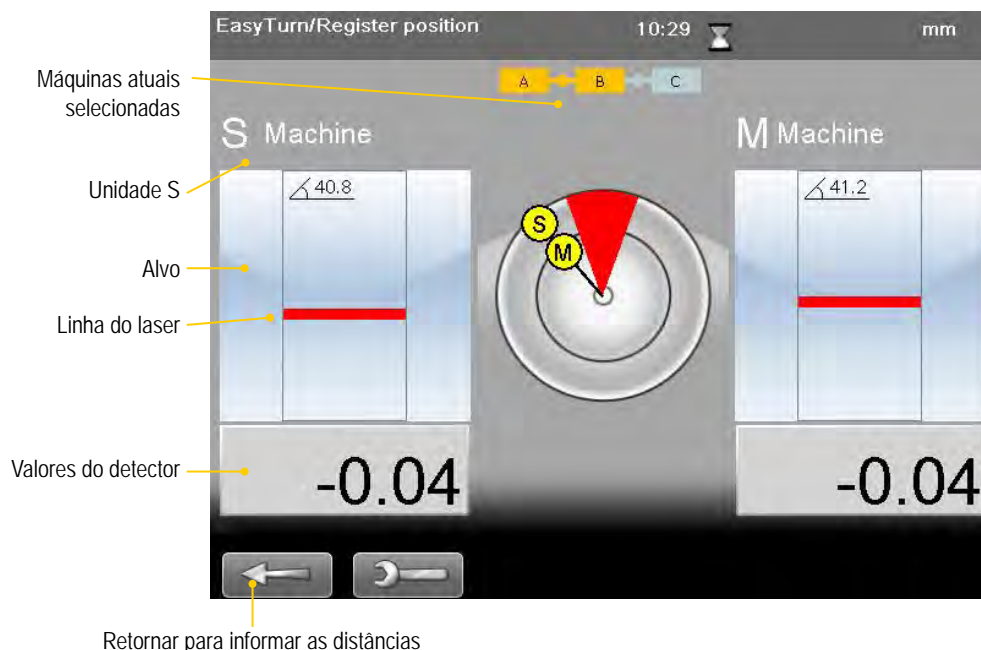 EasyTurn/Register position 10:29 mm
Máquinas atuais
selecionadas
A B C
S Machine
M Machine
Unidade S
40.8
41.2
S
M
Alvo
Linha do laser
Valores do detector
-0.04
-0.04
Retornar para informar as distâncias